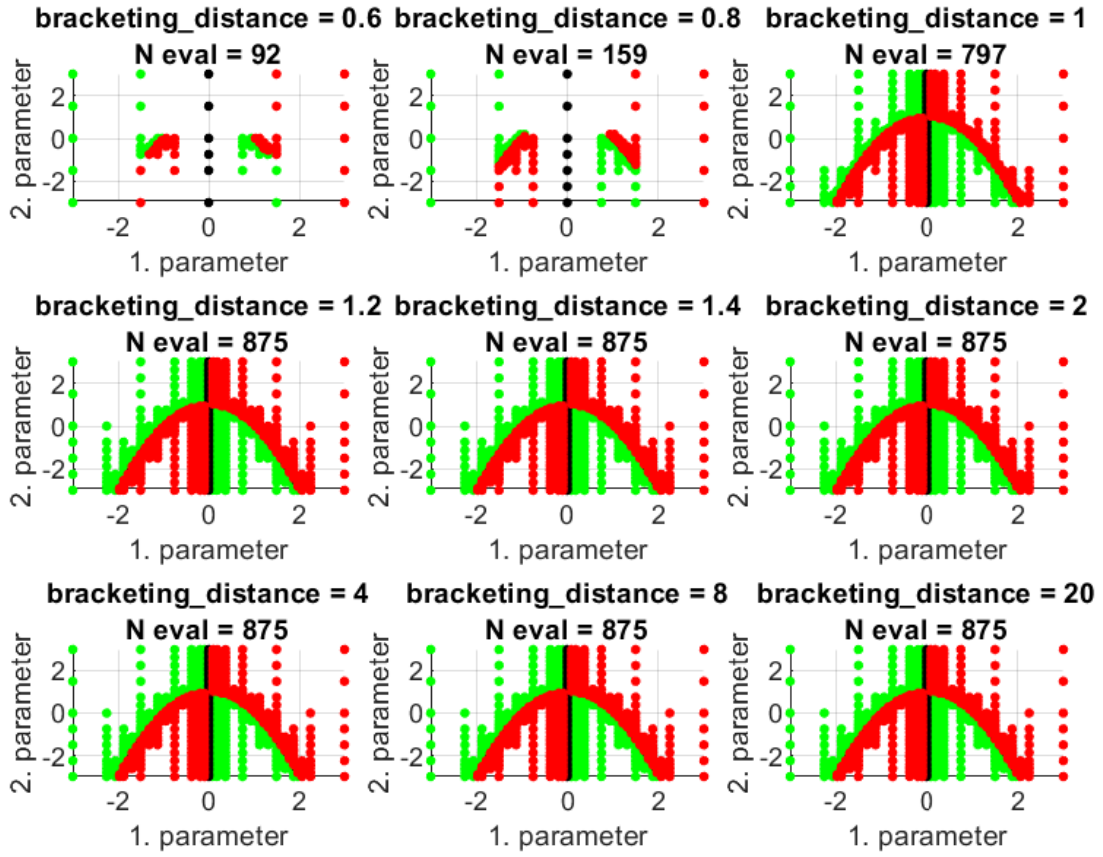 bracketing_distance = 0.6
N eval = 92
2
0
-2
2. parameter
-2
0
2
1. parameter
bracketing_distance = 0.8
N eval = 159
2
0
-2
2. parameter
-2
0
2
1. parameter
bracketing_distance = 1
N eval = 797
2
0
-2
2. parameter
-2
0
2
1. parameter
bracketing_distance = 1.2
N eval = 875
2
0
-2
2. parameter
-2
0
2
1. parameter
bracketing_distance = 1.4
N eval = 875
2
0
-2
2. parameter
-2
0
2
1. parameter
bracketing_distance = 2
N eval = 875
2
0
-2
2. parameter
-2
0
2
1. parameter
bracketing_distance = 4
N eval = 875
2
0
-2
2. parameter
-2
0
2
1. parameter
bracketing_distance = 8
N eval = 875
2
0
-2
2. parameter
-2
0
2
1. parameter
bracketing_distance = 20
N eval = 875
2
0
-2
2. parameter
-2
0
2
1. parameter